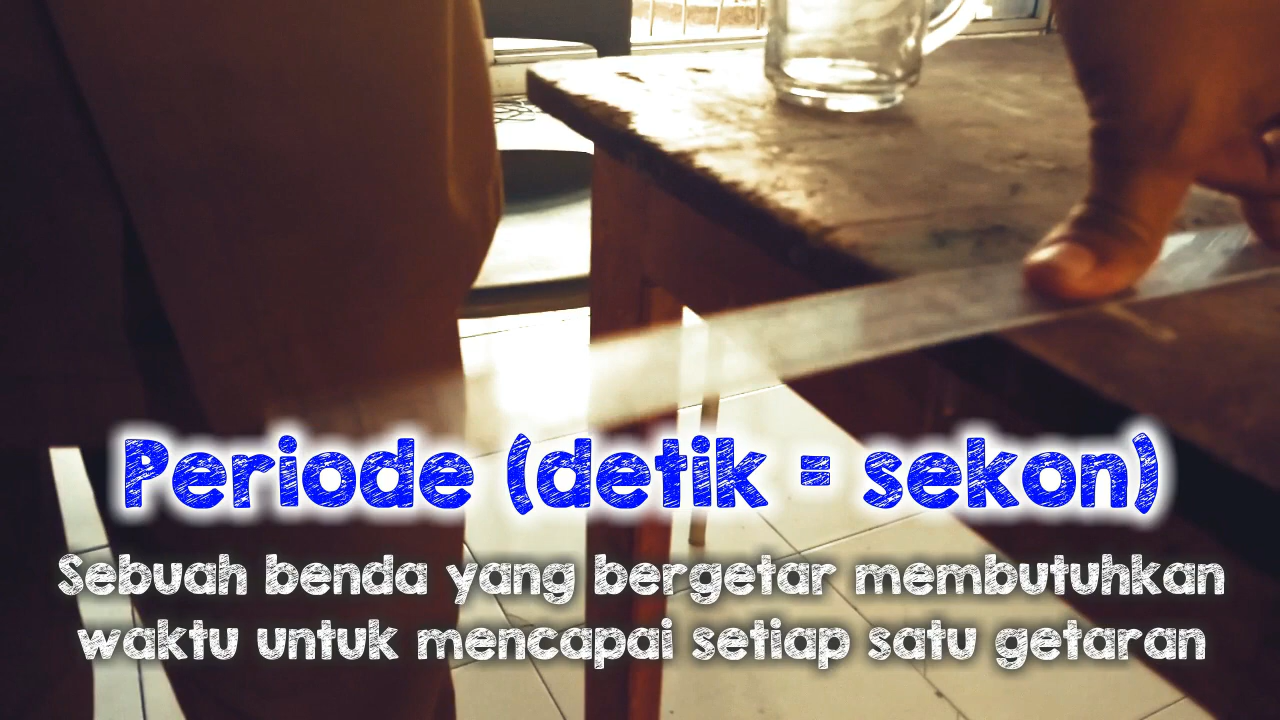 Periode (detik = sekon)
Sebuah benda yang bergetar membutuhkan
waktu untuk mencapai setiap satu getaran